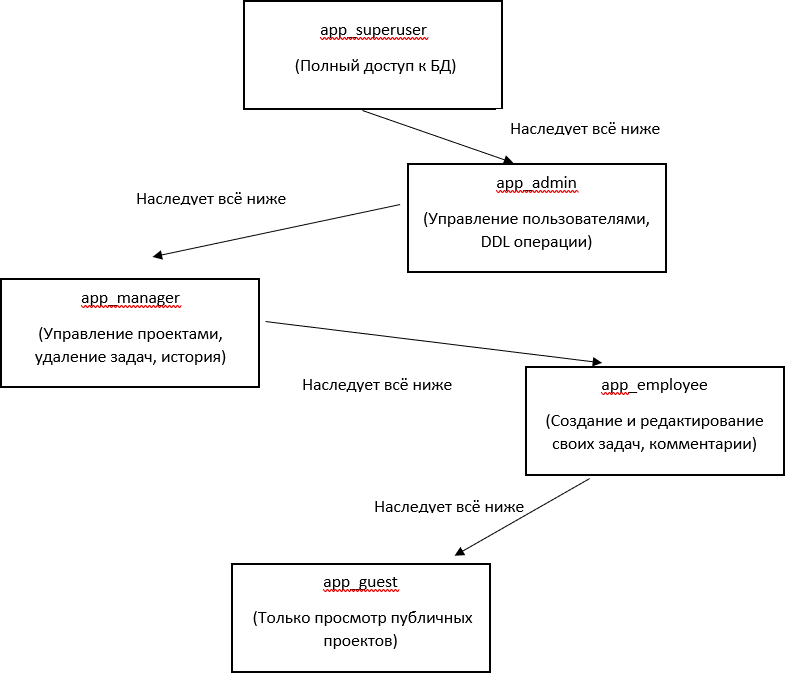 app_superuser
(Полный доступ к БД)
Наследует всё ниже
app_admin
(Управление пользователями,
DDL операции)
Наследует всё ниже
app_manager
(Управление проектами,
удаление задач, история)
Наследует всё ниже
app_employee
(Создание и редактирование
своих задач, комментарии)
Наследует всё ниже
app_guest
(Только просмотр публичных
проектов)